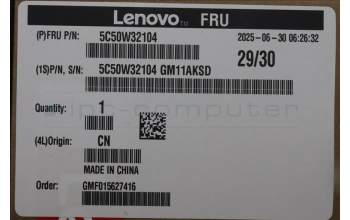 Lenovo FRU
(P)FRU P/N: 5C50W32104 2025-06-30 06:26:32
29/30
(1S)P/N, S/N: 5C50W32104 GM11AKSD
Quantity: 1
(4L)Origin: CN
MADE IN CHINA
Order: GMF015627416